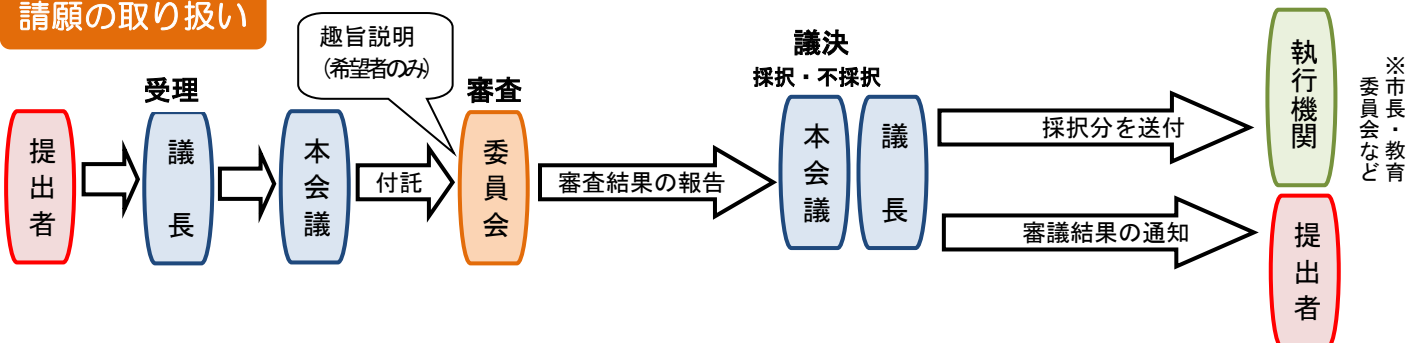 請願の取り扱い
趣旨説明
（希望者のみ）
受理
審査
議決
採択・不採択
提出者
議長
本会議
付託
委員会
審査結果の報告
本会議
議長
採択分を送付
審議結果の通知
執行機関
※市長・教育
委員会など
提出者